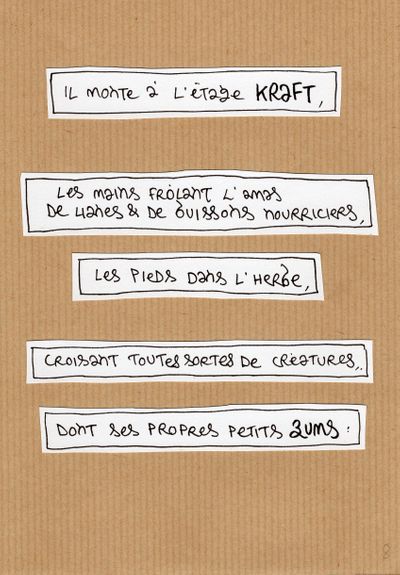 il monte à l'étage KRAFT,
Les mains frôlant l'amas
de lianes & de buissons nourriciers,
Les pieds dans l'herbe,
croisant toutes sortes de créatures,
dont ses propres petits zums :
8